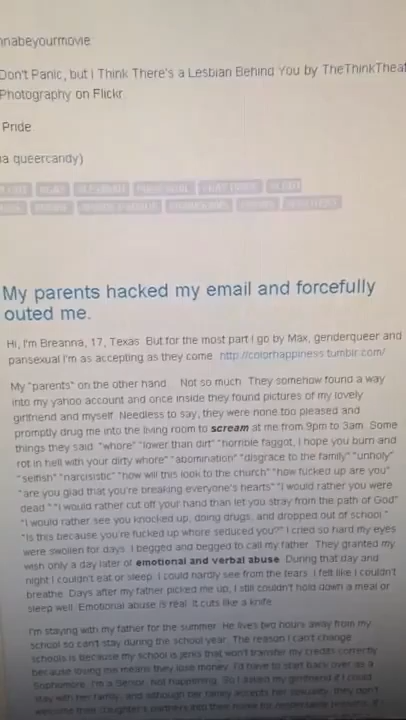 nnabeyourmovie
Don't Panic, but I Think There's a Lesbian Behind You by TheThinkTheat
Photography on Flickr
Pride
a queercandy)
My parents hacked my email and forcefully
outed me.
Hi, I'm Breanna, 17, Texas. But for the most part I go by Max, genderqueer and
pansexual I'm as accepting as they come. http://colorhappiness.tumblr.com/
My "parents" on the other hand... Not so much. They somehow found a way
into my yahoo account and once inside they found pictures of my lovely
girlfriend and myself. Needless to say, they were none too pleased and
promptly drug me into the living room to scream at me from 9pm to 3am. Some
things they said: "whore" "lower than dirt" "horrible faggot, I hope you burn and
rot in hell with your dirty whore" "abomination" "disgrace to the family" "unholy"
"selfish" "narcisistic" "how will this look to the church" "how fucked up are you"
"are you glad that you're breaking everyone's hearts" "I would rather you were
dead" "I would rather cut off your hand than let you stray from the path of God"
"I would rather see you knocked up, doing drugs, and dropped out of school."
"Is this because you're fucked up whore seduced you?" I cried so hard my eyes
were swollen for days. I begged and begged to call my father. They granted my
wish only a day later of emotional and verbal abuse. During that day and
night I couldn't eat or sleep. I could hardly see from the tears. I felt like I couldn't
breathe. Days after my father picked me up, I still couldn't hold down a meal or
sleep well. Emotional abuse is real. It cuts like a knife.
I'm staying with my father for the summer. He lives two hours away from my
school so I can't stay during the school year. The reason I can't change
schools is because my school is jerks that won't transfer my credits correctly
because loving me means they lose money. I'd have to start back over as a
Sophomore. I'm a Senior, not happening. So I asked my girlfriend if I could
stay with her family, and although her family accepts her sexuality, they don't